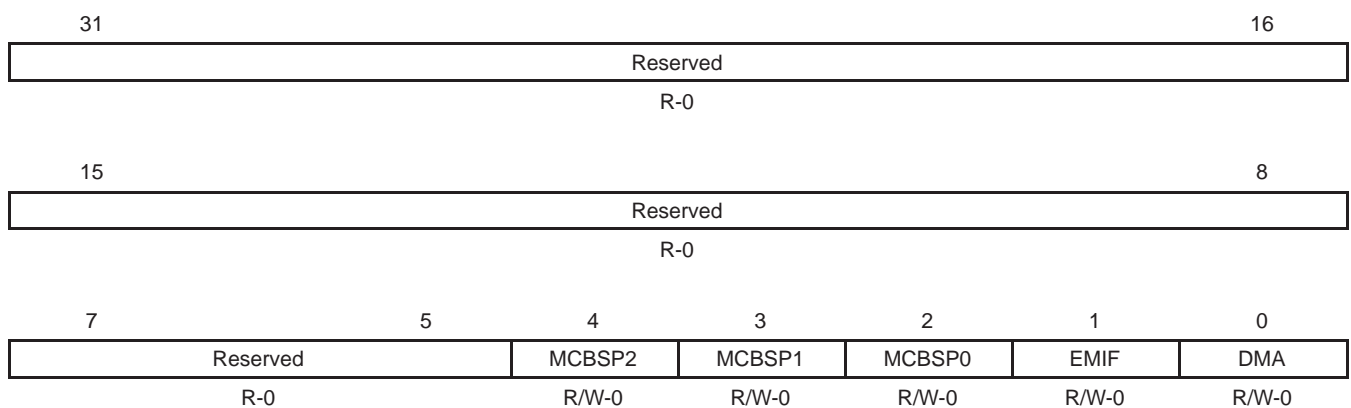 31 16
Reserved
R-0
15 8
Reserved
R-0
7 5 4 3 2 1 0
Reserved MCBSP2 MCBSP1 MCBSP0 EMIF DMA
R-0 R/W-0 R/W-0 R/W-0 R/W-0 R/W-0